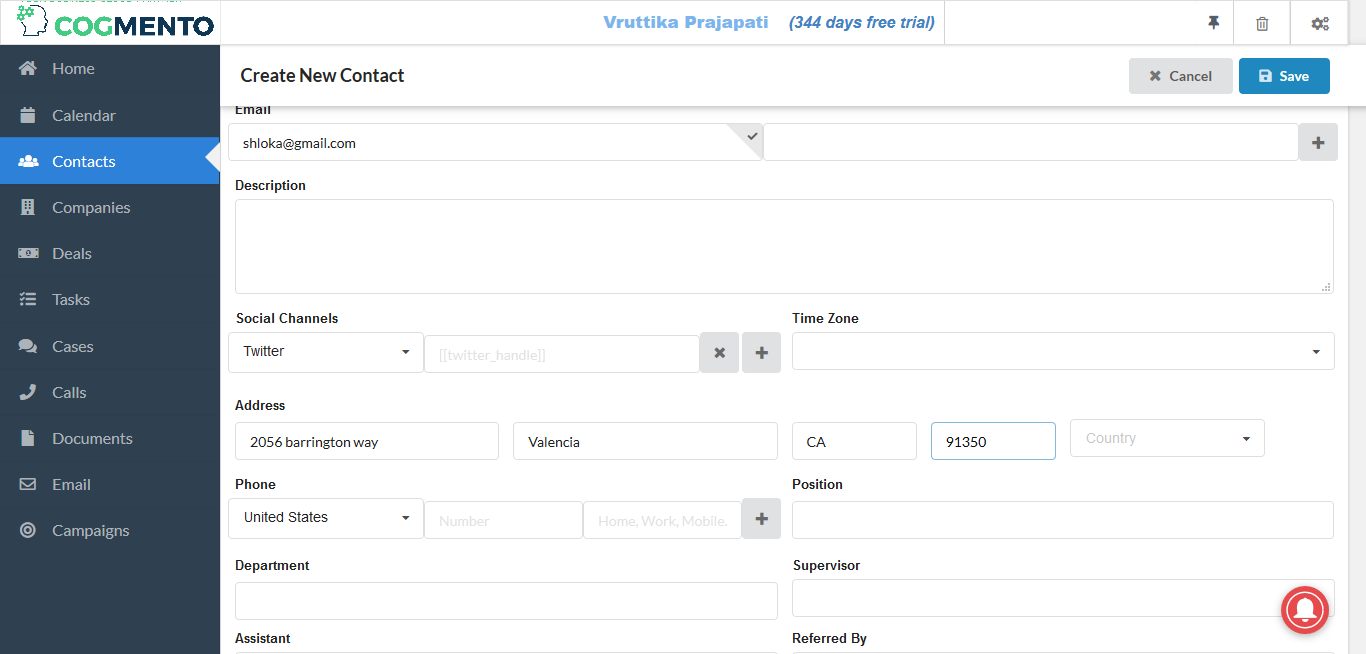 COGMENTO
Vruttika Prajapati (344 days free trial)
Home
Calendar
Contacts
Companies
Deals
Tasks
Cases
Calls
Documents
Email
Campaigns
Create New Contact
Cancel
Save
Email
shloka@gmail.com
Description
Social Channels
Time Zone
Twitter
[[twitter_handle]]
Address
2056 barrington way
Valencia
CA
91350
Country
Phone
Position
United States
Number
Home, Work, Mobile.
Department
Supervisor
Assistant
Referred By